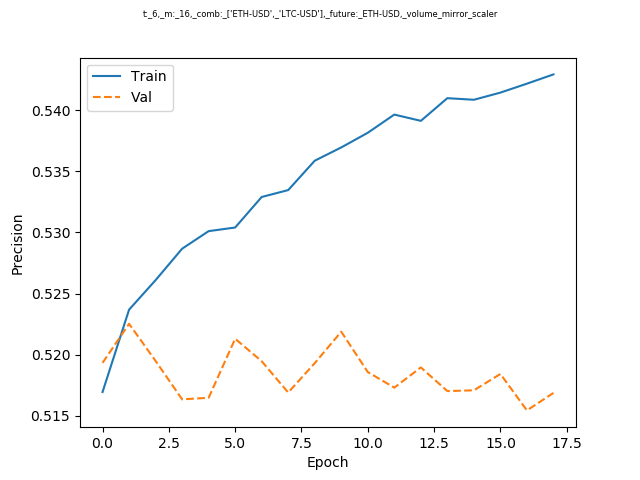 t:_6,_m:_16,_comb:_['ETH-USD',_'LTC-USD'],_future:_ETH-USD,_volume_mirror_scaler
Train
Val
0.540
0.535
0.530
0.525
0.520
0.515
Precision
0.0 2.5 5.0 7.5 10.0 12.5 15.0 17.5
Epoch